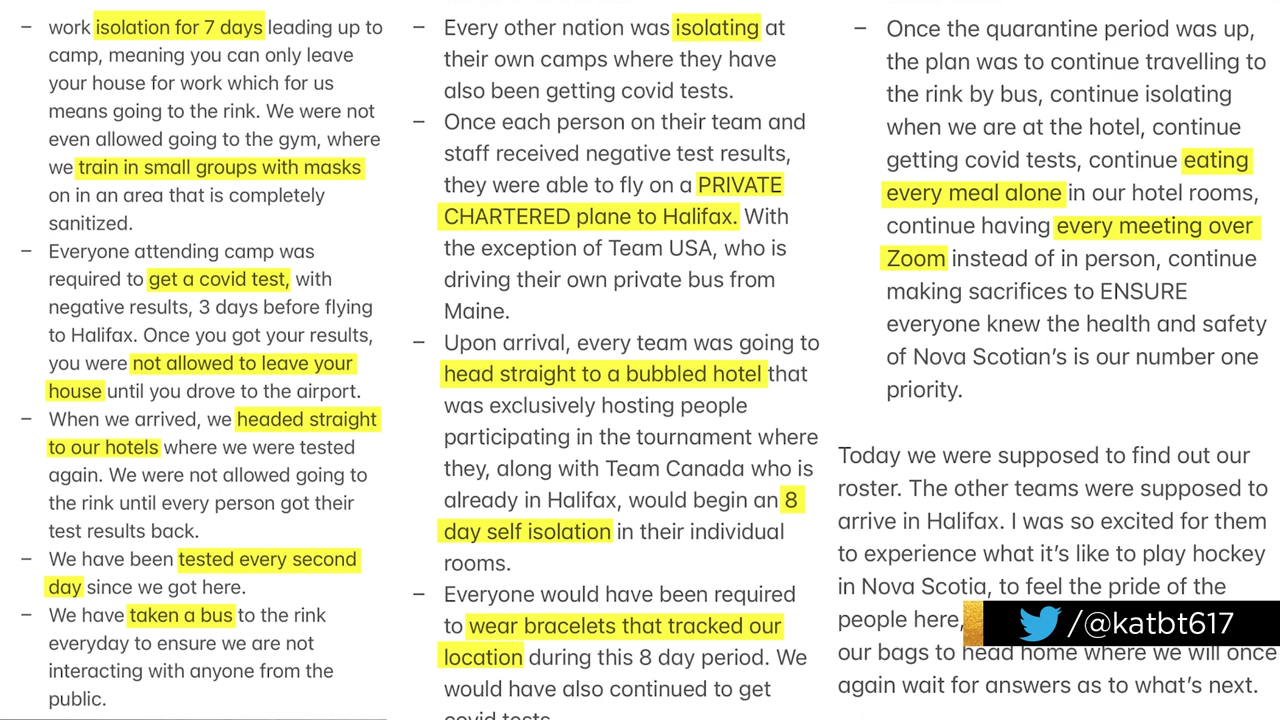 – work isolation for 7 days leading up to
camp, meaning you can only leave
your house for work which for us
means going to the rink. We were not
even allowed going to the gym, where
we train in small groups with masks
on in an area that is completely
sanitized.
– Everyone attending camp was
required to get a covid test, with
negative results, 3 days before flying
to Halifax. Once you got your results,
you were not allowed to leave your
house until you drove to the airport.
– When we arrived, we headed straight
to our hotels where we were tested
again. We were not allowed going to
the rink until every person got their
test results back.
– We have been tested every second
day since we got here.
– We have taken a bus to the rink
everyday to ensure we are not
interacting with anyone from the
public.
– Every other nation was isolating at
their own camps where they have
also been getting covid tests.
– Once each person on their team and
staff received negative test results,
they were able to fly on a PRIVATE
CHARTERED plane to Halifax. With
the exception of Team USA, who is
driving their own private bus from
Maine.
– Upon arrival, every team was going to
head straight to a bubbled hotel that
was exclusively hosting people
participating in the tournament where
they, along with Team Canada who is
already in Halifax, would begin an 8
day self isolation in their individual
rooms.
– Everyone would have been required
to wear bracelets that tracked our
location during this 8 day period. We
would have also continued to get
covid tests
– Once the quarantine period was up,
the plan was to continue travelling to
the rink by bus, continue isolating
when we are at the hotel, continue
getting covid tests, continue eating
every meal alone in our hotel rooms,
continue having every meeting over
Zoom instead of in person, continue
making sacrifices to ENSURE
everyone knew the health and safety
of Nova Scotian's is our number one
priority.
Today we were supposed to find out our
roster. The other teams were supposed to
arrive in Halifax. I was so excited for them
to experience what it's like to play hockey
in Nova Scotia, to feel the pride of the
people here,
our bags to head home where we will once
again wait for answers as to what's next.
/@katbt617